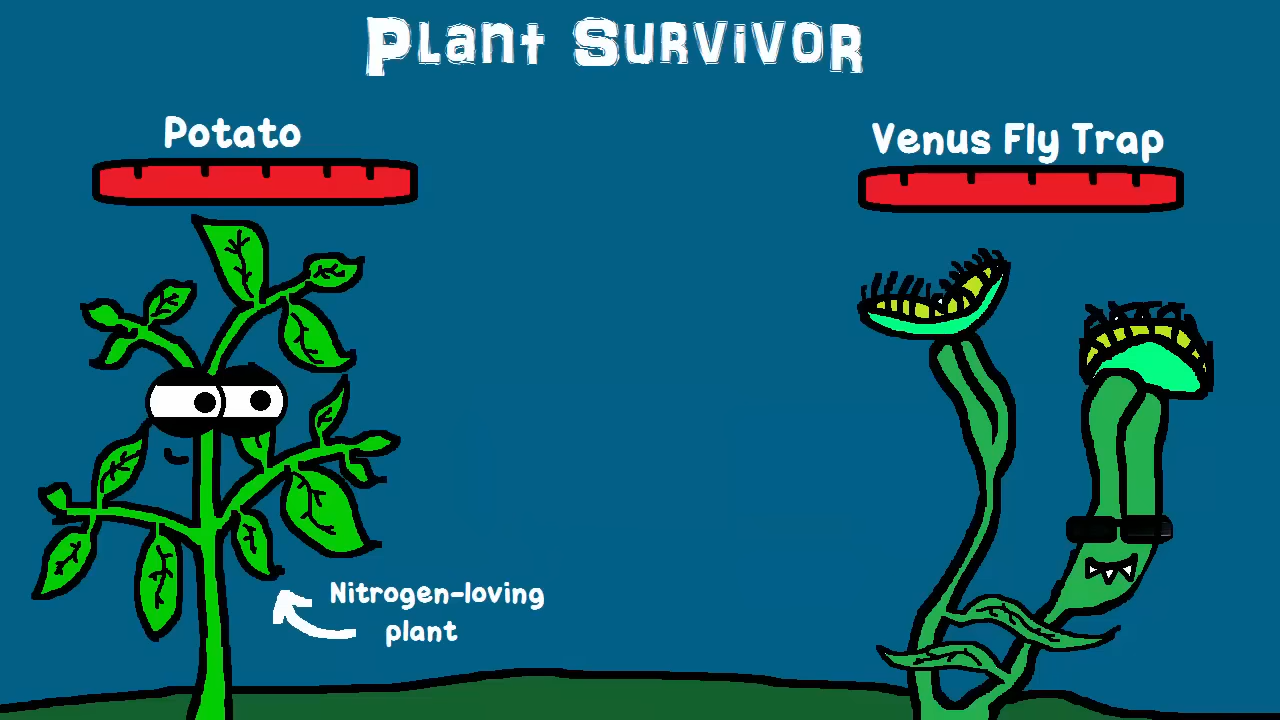 Plant Survivor
Potato
Venus Fly Trap
Nitrogen-loving
plant